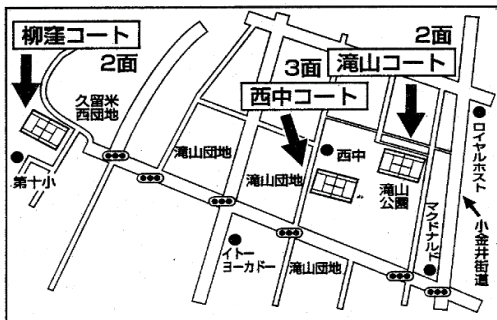 柳窪コート
2面
久留米
西団地
第十小
滝山団地
3面
西中コート
滝山団地
西中
2面
滝山コート
滝山
公園
ロイヤルホスト
小金井街道
マクドナルド
イトー
ヨーカドー
滝山団地